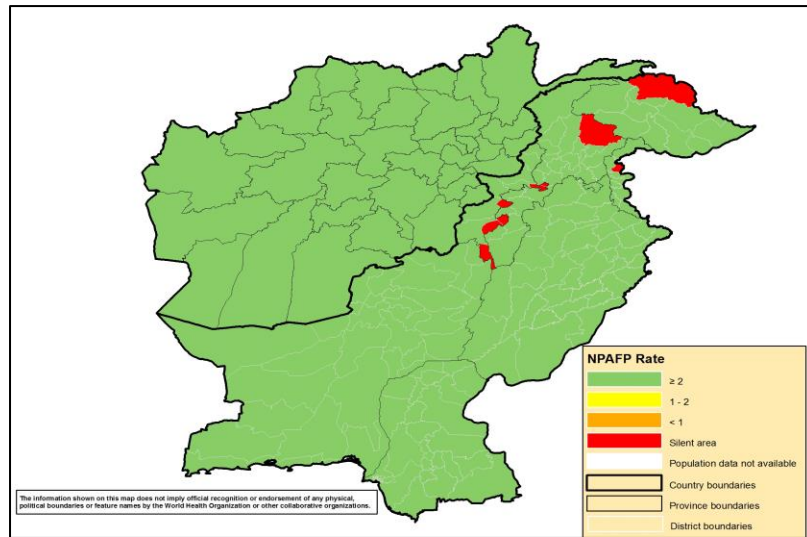 NPAFP Rate
≥ 2
1 - 2
< 1
Silent area
Population data not available
Country boundaries
Province boundaries
District boundaries
The information shown on this map does not imply official recognition or endorsement of any physical,
political boundaries or feature names by the World Health Organization or other collaborative organizations.